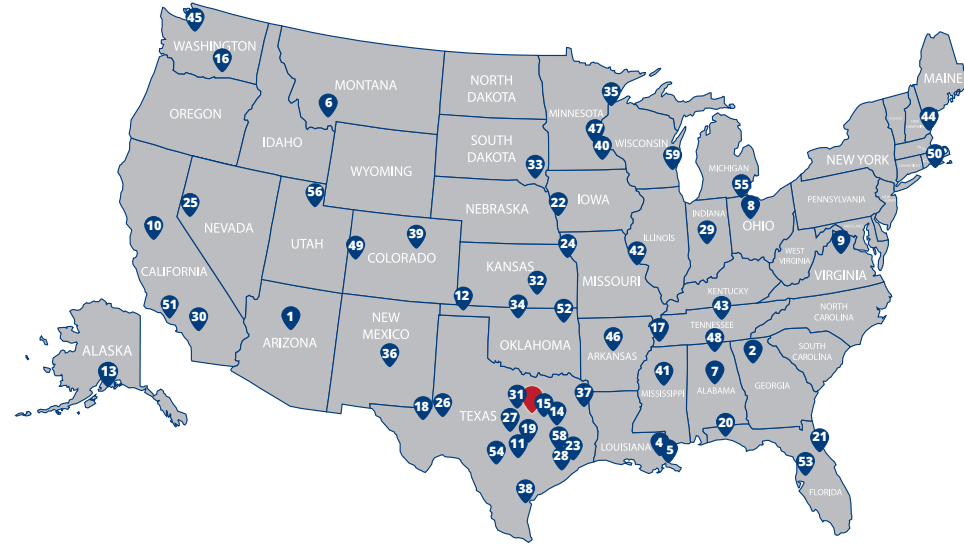 45
WASHINGTON
16
MONTANA
6
NORTH
DAKOTA
35
MINNESOTA
47
40
MAINE
44
OREGON
IDAHO
SOUTH
DAKOTA
33
WISCONSIN
59
MICHIGAN
55
NEW YORK
50
WYOMING
56
25
NEVADA
10
UTAH
49
39
COLORADO
NEBRASKA
22
IOWA
24
ILLINOIS
42
INDIANA
29
8
OHIO
PENNSYLVANIA
WEST
VIRGINIA
9
VIRGINIA
CALIFORNIA
51
30
1
ARIZONA
NEW
MEXICO
36
12
KANSAS
32
34
52
MISSOURI
KENTUCKY
43
NORTH
CAROLINA
17
TENNESSEE
48
OKLAHOMA
46
ARKANSAS
SOUTH
CAROLINA
2
GEORGIA
41
MISSISSIPPI
7
ALABAMA
ALASKA
13
18
26
TEXAS
31
15
14
37
27
19
11
54
58
23
28
38
LOUISIANA
4
5
20
21
53
FLORIDA